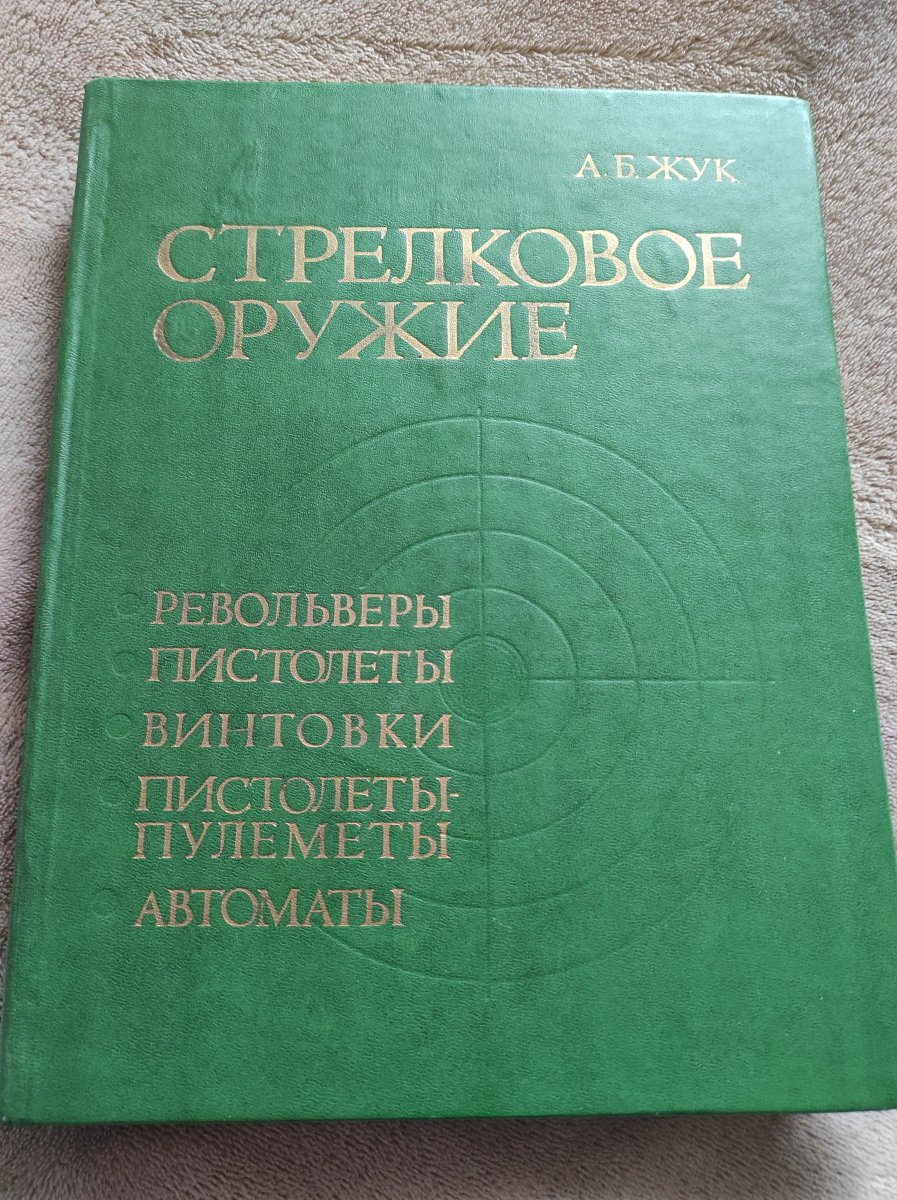 А. Б. ЖУК
СТРЕЛКОВОЕ
ОРУЖИЕ
РЕВОЛЬВЕРЫ
ПИСТОЛЕТЫ
ВИНТОВКИ
ПИСТОЛЕТЫ-
ПУЛЕМЕТЫ
АВТОМАТЫ